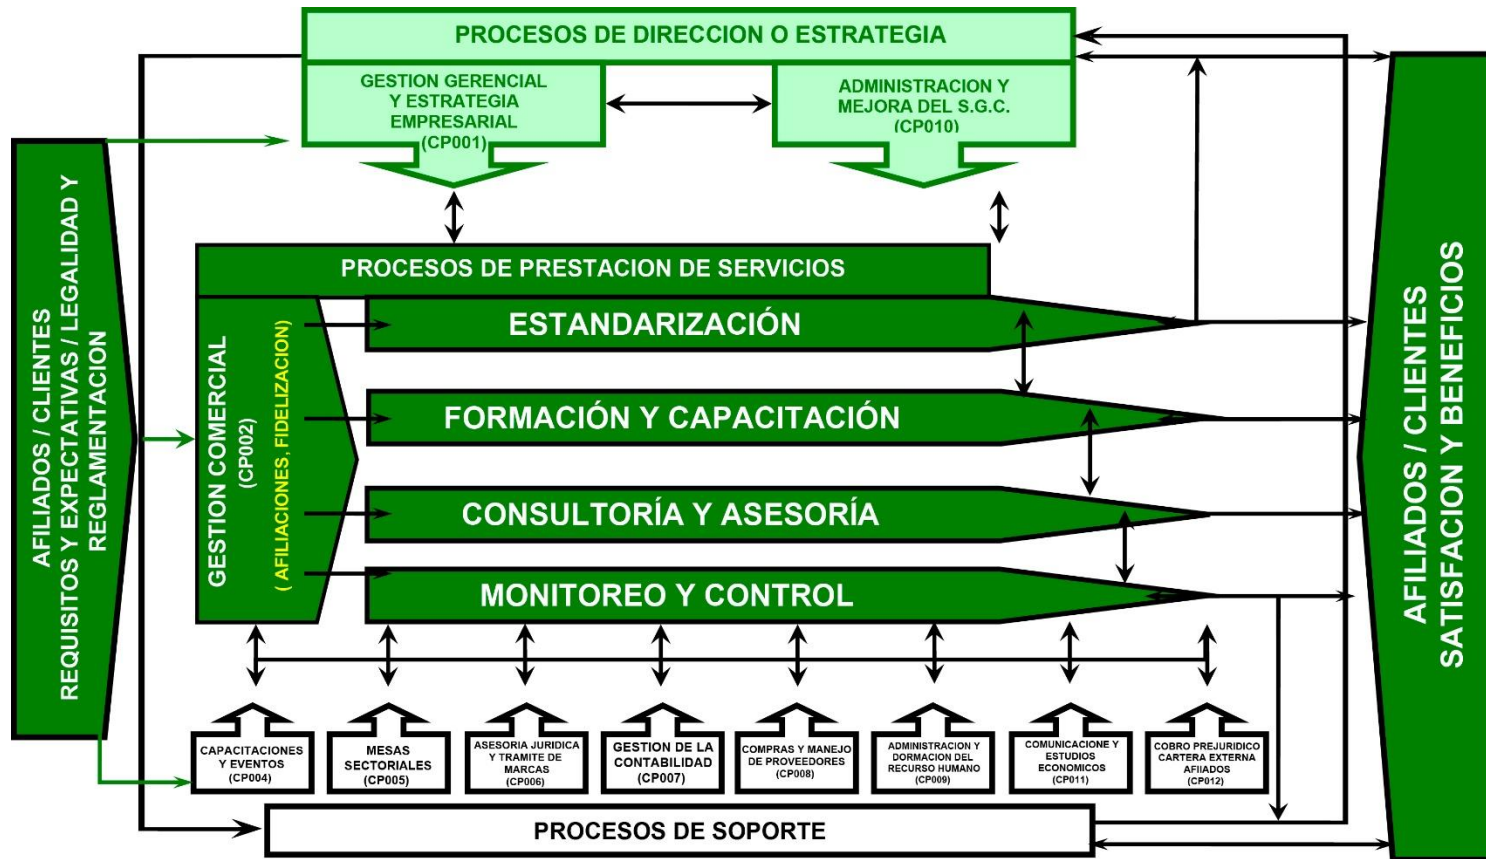 PROCESOS DE DIRECCION O ESTRATEGIA
GESTION GERENCIAL
Y ESTRATEGIA
EMPRESARIAL
(CP001)
ADMINISTRACION Y
MEJORA DEL S.G.C.
(CP010)
AFILIADOS / CLIENTES
REQUISITOS Y EXPECTATIVAS / LEGALIDAD Y
REGLAMENTACION
PROCESOS DE PRESTACION DE SERVICIOS
GESTION COMERCIAL
(CP002)
( AFILIACIONES, FIDELIZACION)
ESTANDARIZACIÓN
FORMACIÓN Y CAPACITACIÓN
CONSULTORÍA Y ASESORÍA
MONITOREO Y CONTROL
AFILIADOS / CLIENTES
SATISFACION Y BENEFICIOS
CAPACITACIONES
Y EVENTOS
(CP004)
MESAS
SECTORIALES
(CP005)
ASESORIA JURIDICA
Y TRAMITE DE
MARCAS
(CP006)
GESTION DE LA
CONTABILIDAD
(CP007)
COMPRAS Y MANEJO
DE PROVEEDORES
(CP008)
ADMINISTRACION Y
DORMACION DEL
RECURSO HUMANO
(CP009)
COMUNICACIONE Y
ESTUDIOS
ECONOMICOS
(CP011)
COBRO PREJURIDICO
CARTERA EXTERNA
AFIIADOS
(CP012)
PROCESOS DE SOPORTE